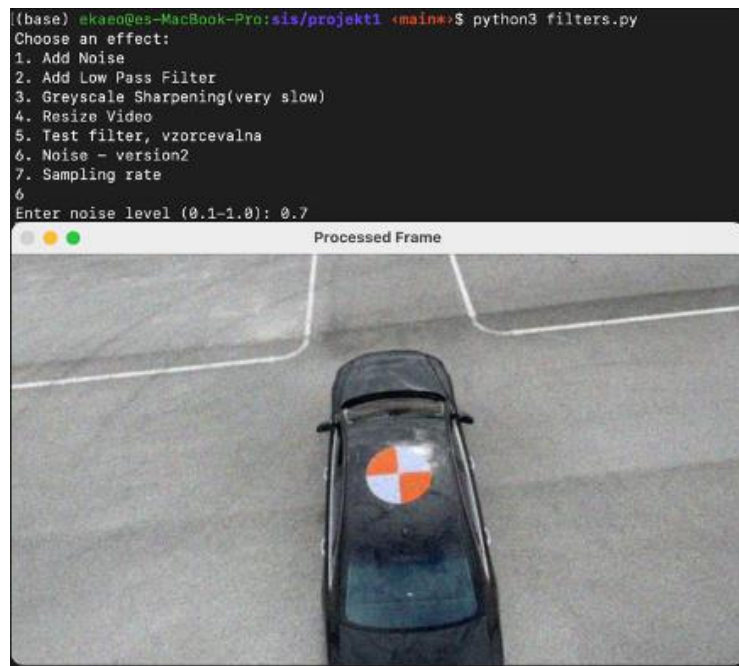 (base) ekaeo@es-MacBook-Pro:sis/projekt1 ‹main*›$ python3 filters.py
Choose an effect:
1. Add Noise
2. Add Low Pass Filter
3. Greyscale Sharpening(very slow)
4. Resize Video
5. Test filter, vzorcevalna
6. Noise – version2
7. Sampling rate
6
Enter noise level (0.1–1.0): 0.7
Processed Frame